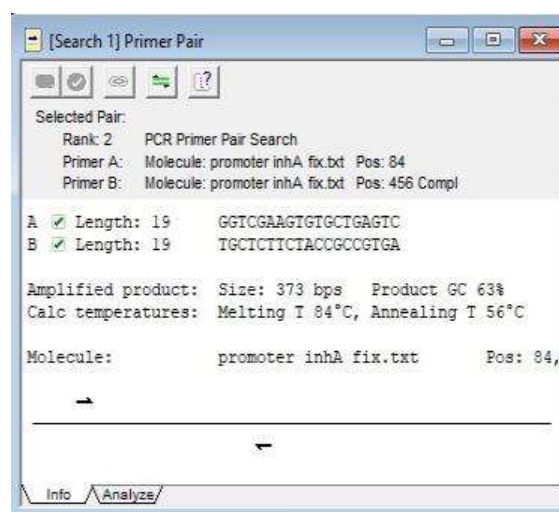 [Search 1] Primer Pair
Selected Pair:
Rank: 2 PCR Primer Pair Search
Primer A: Molecule: promoter inhA fix.txt Pos: 84
Primer B: Molecule: promoter inhA fix.txt Pos: 456 Compl
A Length: 19 GGTCGAAGTGTGCTGAGTC
B Length: 19 TGCTCTTCTACCGCCGTGA
Amplified product: Size: 373 bps Product GC 63%
Calc temperatures: Melting T 84°C, Annealing T 56°C
Molecule: promoter inhA fix.txt Pos: 84,
Info Analyze